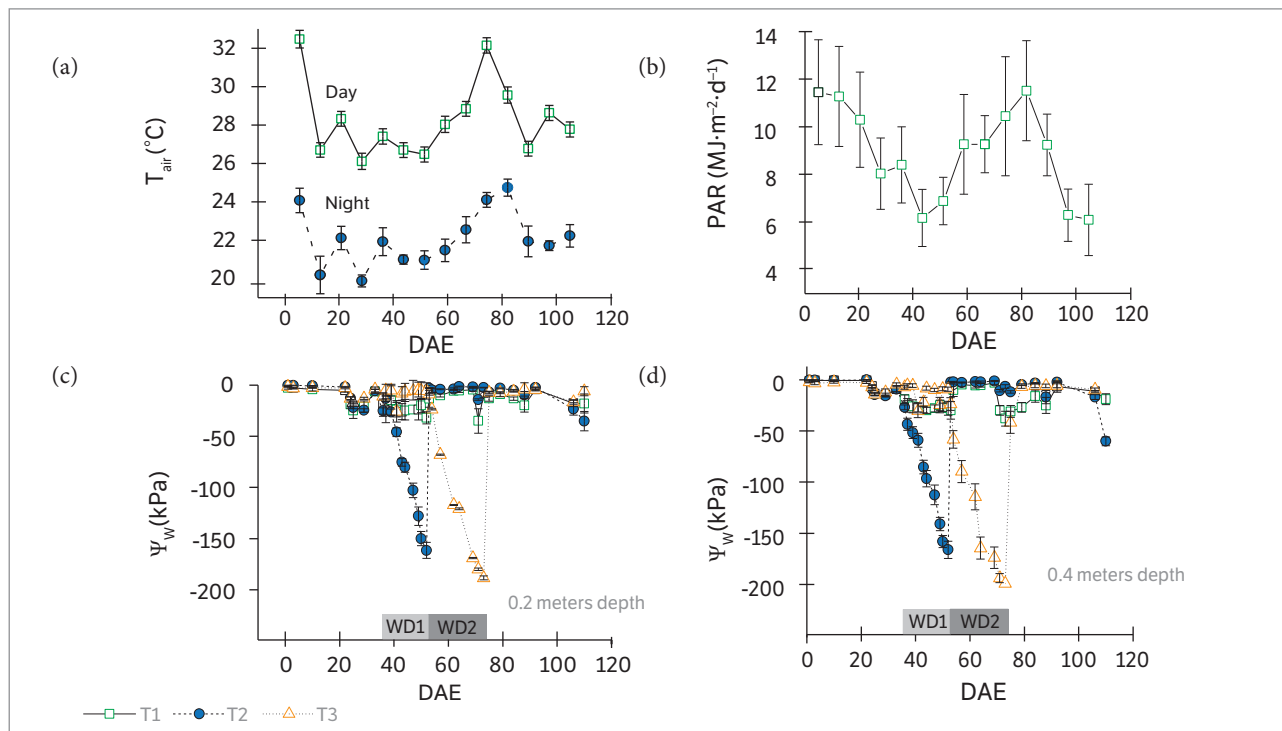 (a)
T air (°C)
32
30
28
26
24
22
20
Day
Night
0 20 40 60 80 100 120
DAE
(b)
PAR (MJ·m⁻²·d⁻¹)
14
12
10
8
6
4
0 20 40 60 80 100 120
DAE
(c)
Ψw(kPa)
0
-50
-100
-150
-200
0.2 meters depth
WD1 WD2
0 20 40 60 80 100 120
DAE
(d)
Ψw(kPa)
0
-50
-100
-150
-200
0.4 meters depth
WD1 WD2
0 20 40 60 80 100 120
DAE
T1 T2 T3